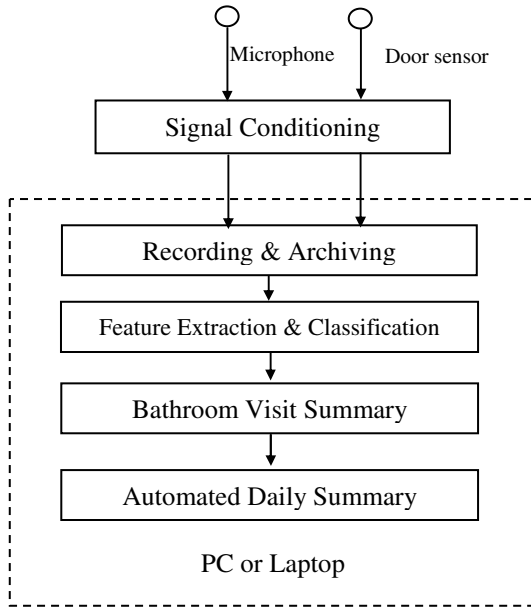 Microphone
Door sensor
Signal Conditioning
Recording & Archiving
Feature Extraction & Classification
Bathroom Visit Summary
Automated Daily Summary
PC or Laptop